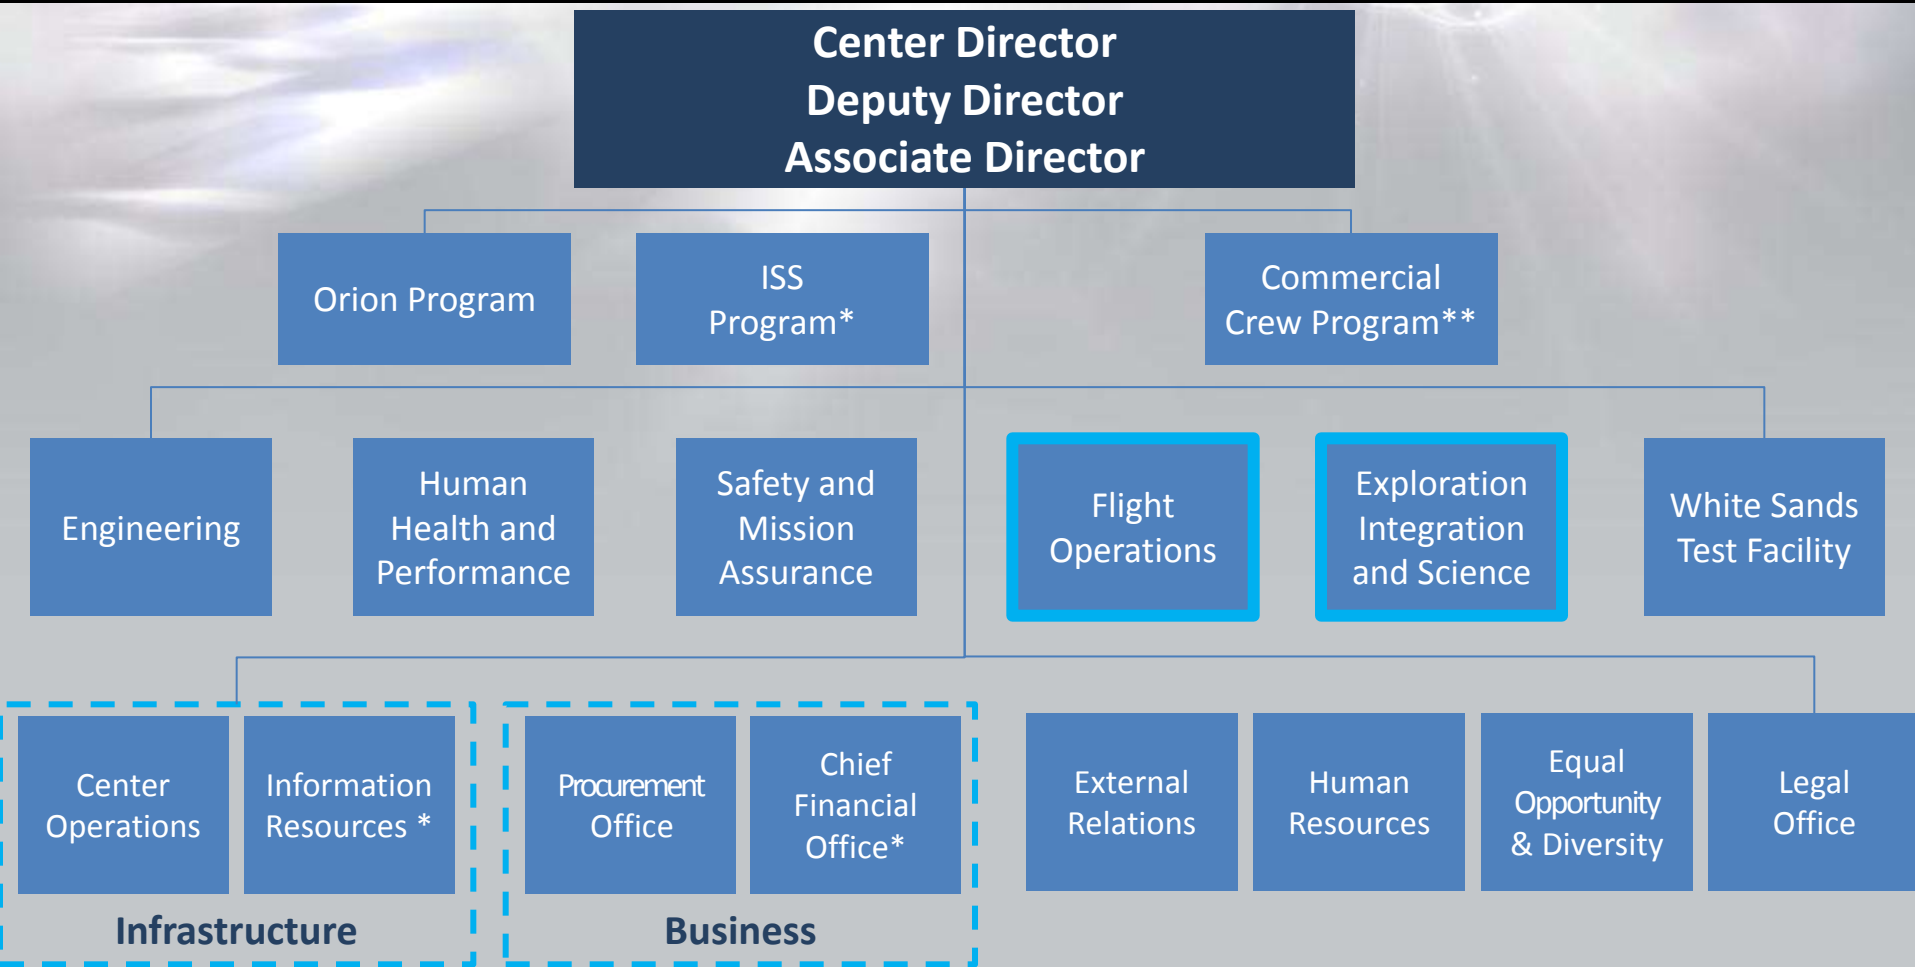 Center Director
Deputy Director
Associate Director
Orion Program
ISS
Program*
Commercial
Crew Program**
Engineering
Human
Health and
Performance
Safety and
Mission
Assurance
Flight
Operations
Exploration
Integration
and Science
White Sands
Test Facility
Center
Operations
Information
Resources *
Procurement
Office
Chief
Financial
Office*
External
Relations
Human
Resources
Equal
Opportunity
& Diversity
Legal
Office
Infrastructure
Business